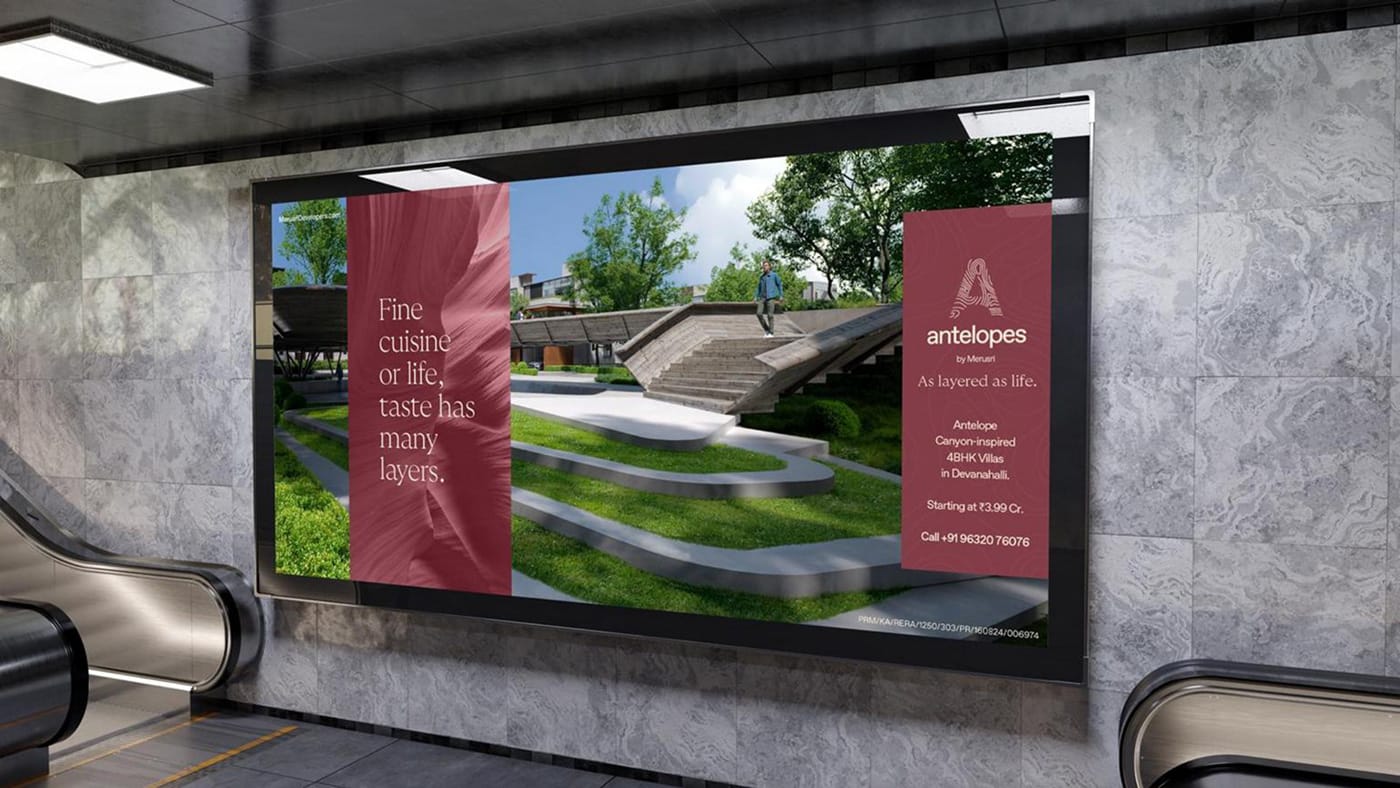 MerusriDevelopers.com
Fine
cuisine
or life,
taste has
many
layers.
antelopes
by Merusri
As layered as life.
Antelope
Canyon-inspired
4BHK Villas
in Devanahalli.
Starting at ₹3.99 Cr.
Call +91 96320 76076
PRM/KA/RERA/1250/303/PR/160824/006974